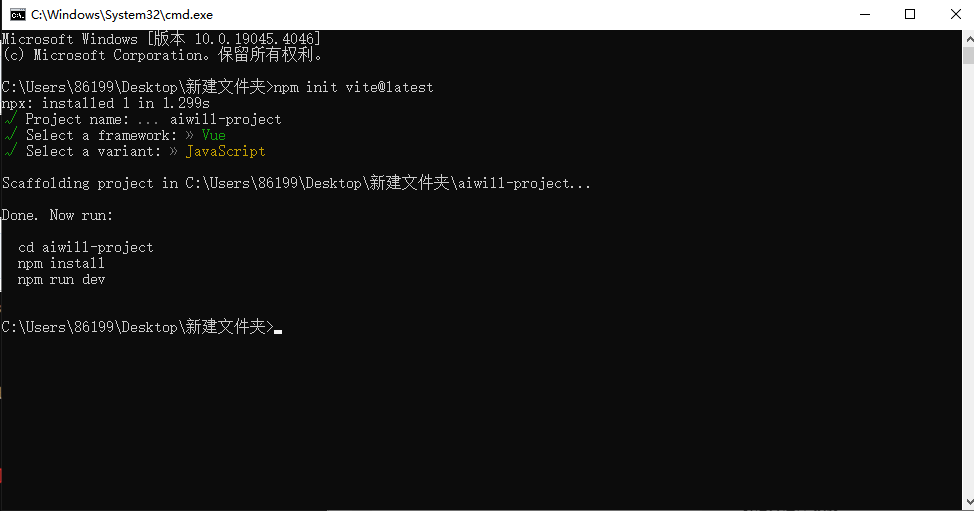 C:\Windows\System32\cmd.exe
Microsoft Windows [版本 10.0.19045.4046]
(c) Microsoft Corporation。保留所有权利。
C:\Users\86199\Desktop\新建文件夹>npm init vite@latest
npx: installed 1 in 1.299s
√ Project name: ... aiwill-project
√ Select a framework: » Vue
√ Select a variant: » JavaScript
Scaffolding project in C:\Users\86199\Desktop\新建文件夹\aiwill-project...
Done. Now run:
cd aiwill-project
npm install
npm run dev
C:\Users\86199\Desktop\新建文件夹>